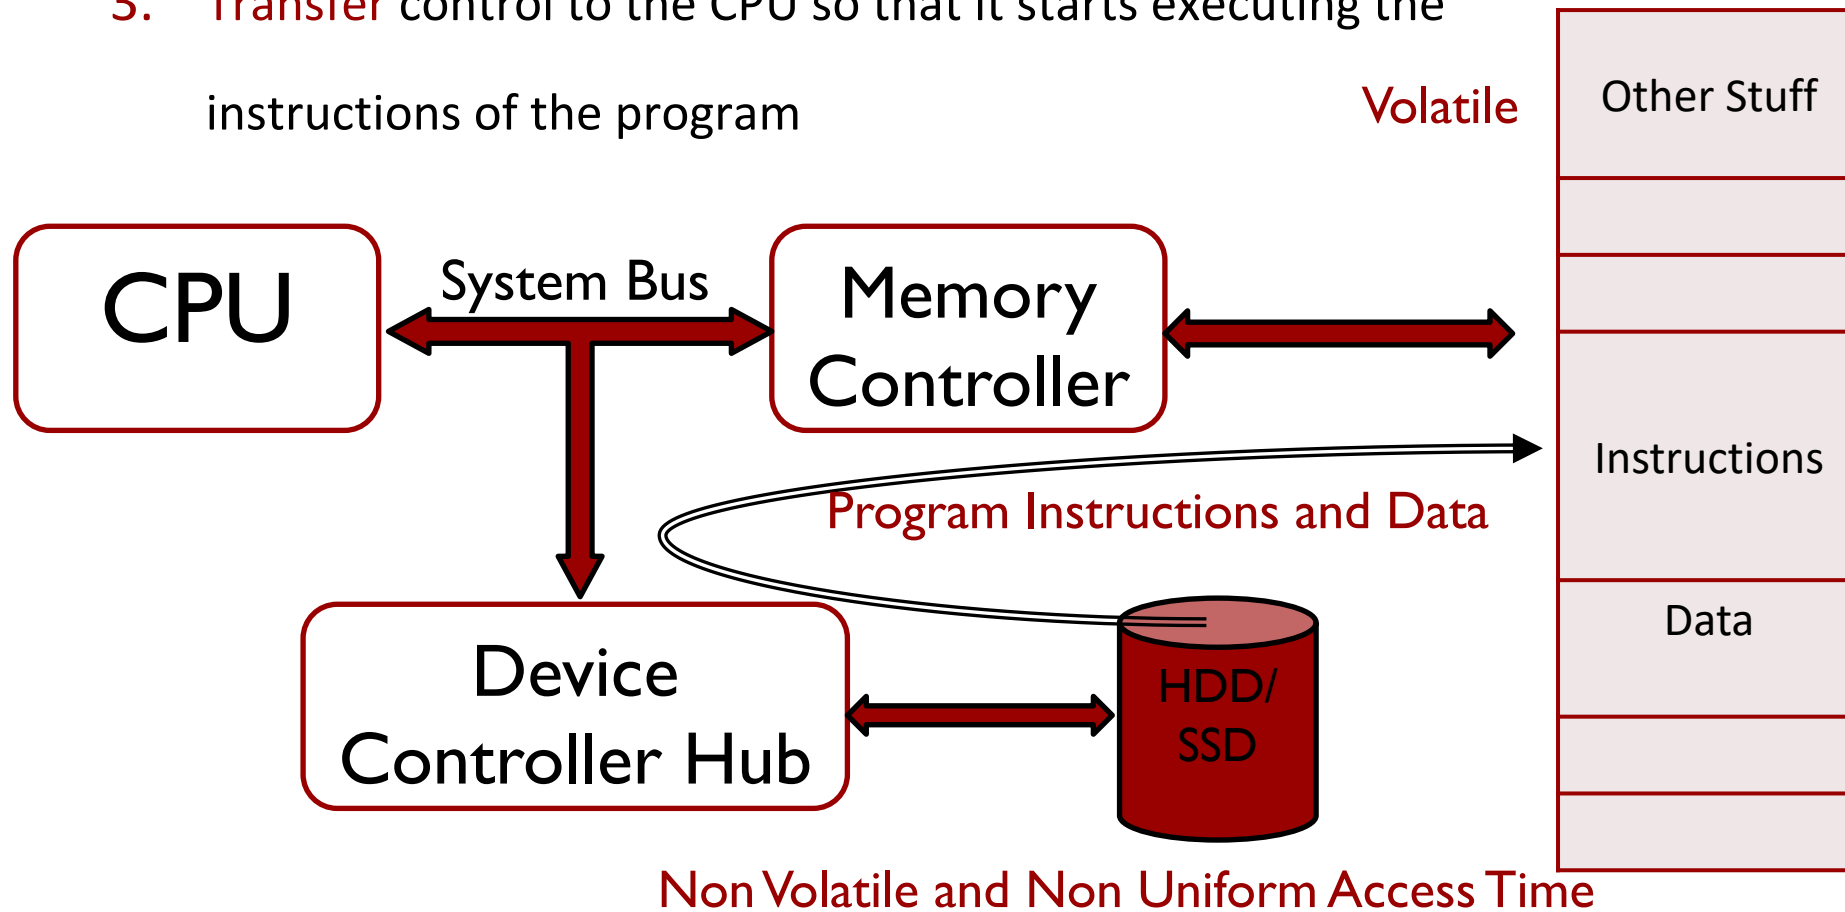 3. Transfer control to the CPU so that it starts executing the
instructions of the program
Volatile
Other Stuff
CPU
System Bus
Memory
Controller
Instructions
Program Instructions and Data
Data
Device
Controller Hub
HDD/
SSD
Non Volatile and Non Uniform Access Time